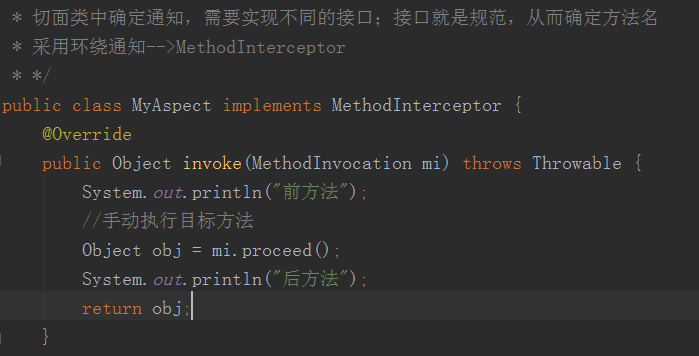 * 切面类中确定通知，需要实现不同的接口；接口就是规范，从而确定方法名
* 采用环绕通知-->MethodInterceptor
* */
public class MyAspect implements MethodInterceptor {
@Override
public Object invoke(MethodInvocation mi) throws Throwable {
System.out.println("前方法");
//手动执行目标方法
Object obj = mi.proceed();
System.out.println("后方法");
return obj;
}